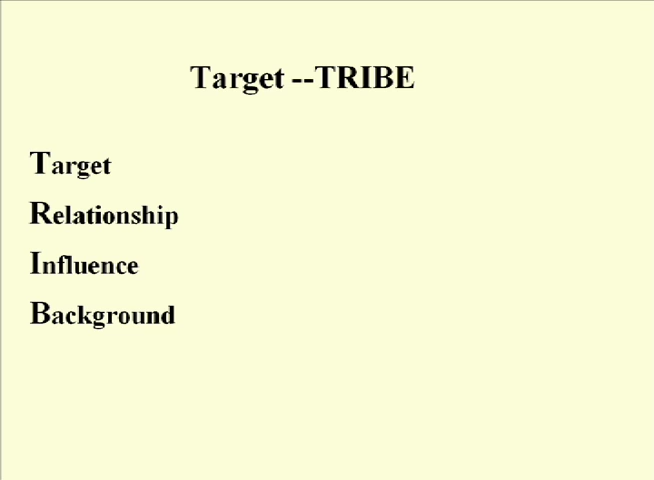 Target --TRIBE
Target
Relationship
Influence
Background